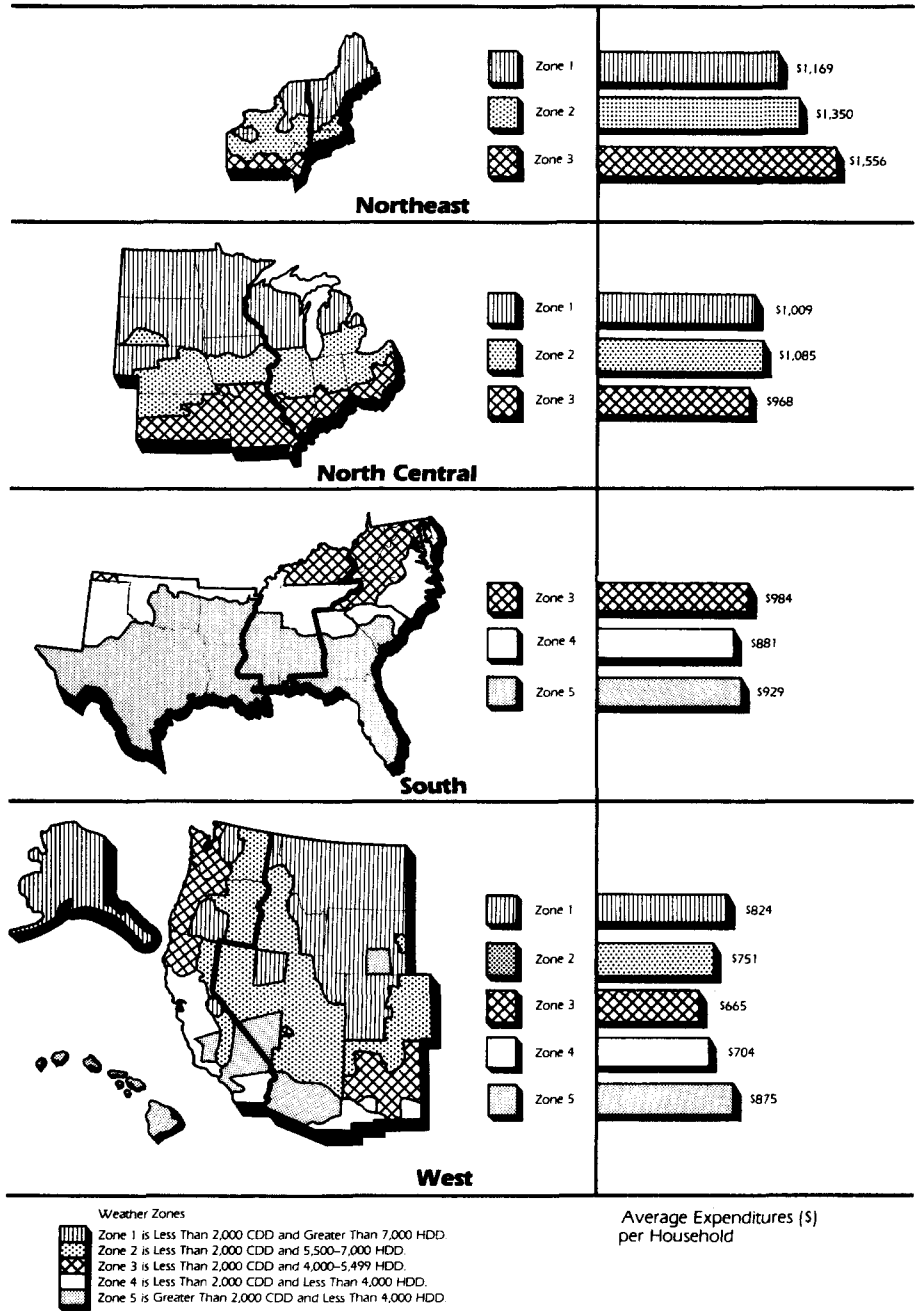 Zone 1
$1,169
Zone 2
$1,350
Zone 3
$1,556
Northeast
Zone 1
$1,009
Zone 2
$1,085
Zone 3
$968
North Central
Zone 3
$984
Zone 4
$881
Zone 5
$929
South
Zone 1
$824
Zone 2
$751
Zone 3
$665
Zone 4
$704
Zone 5
$875
West
Weather Zones
Zone 1 is Less Than 2,000 CDD and Greater Than 7,000 HDD.
Zone 2 is Less Than 2,000 CDD and 5,500–7,000 HDD.
Zone 3 is Less Than 2,000 CDD and 4,000–5,499 HDD.
Zone 4 is Less Than 2,000 CDD and Less Than 4,000 HDD.
Zone 5 is Greater Than 2,000 CDD and Less Than 4,000 HDD.
Average Expenditures ($)
per Household